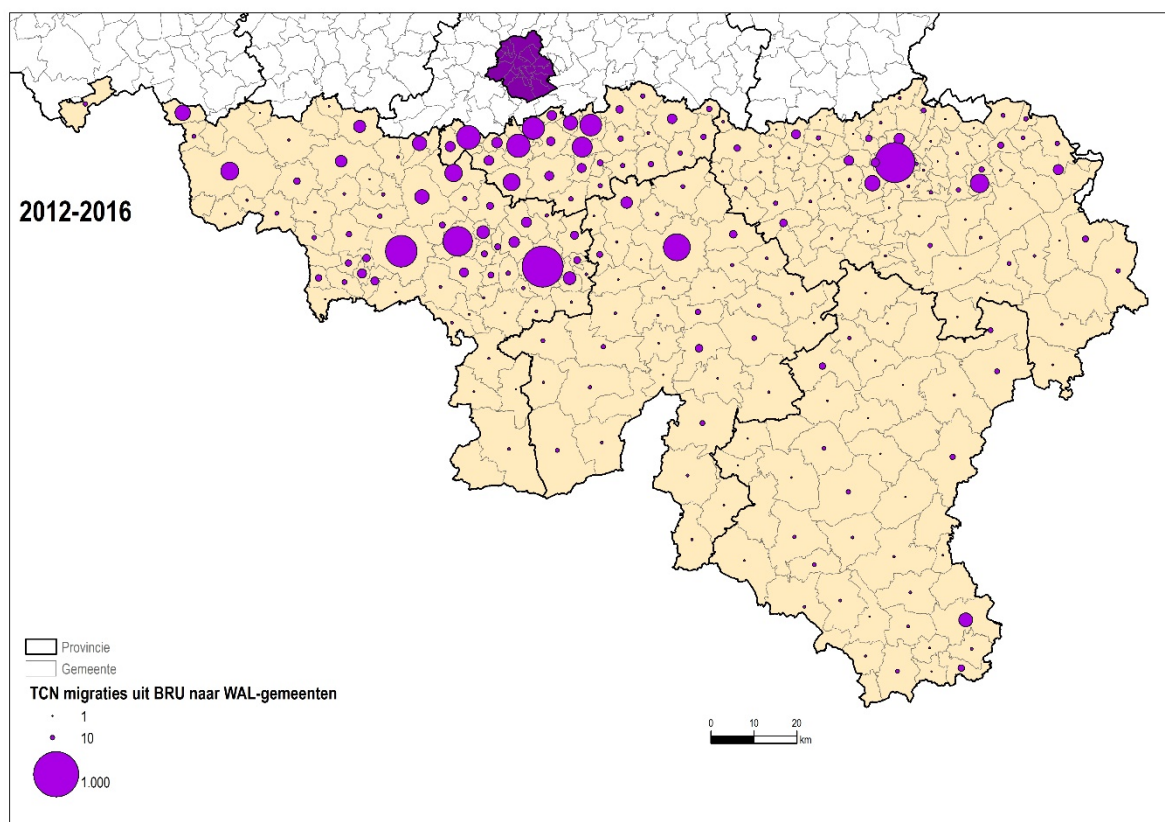 2012-2016
Provincie
Gemeente
TCN migraties uit BRU naar WAL-gemeenten
1
10
1.000
0 10 20
km